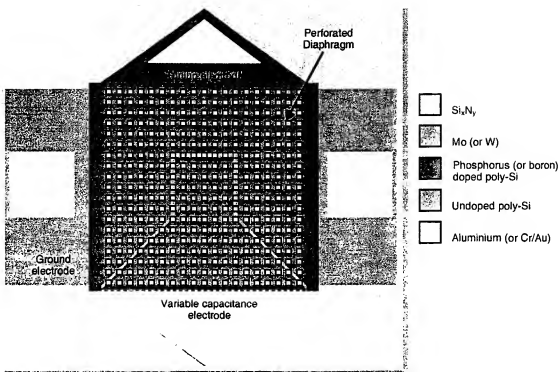 Perforated
Diaphragm
Ground
electrode
Variable capacitance
electrode
SiₓNᵧ
Mo (or W)
Phosphorus (or boron)
doped poly-Si
Undoped poly-Si
Aluminium (or Cr/Au)